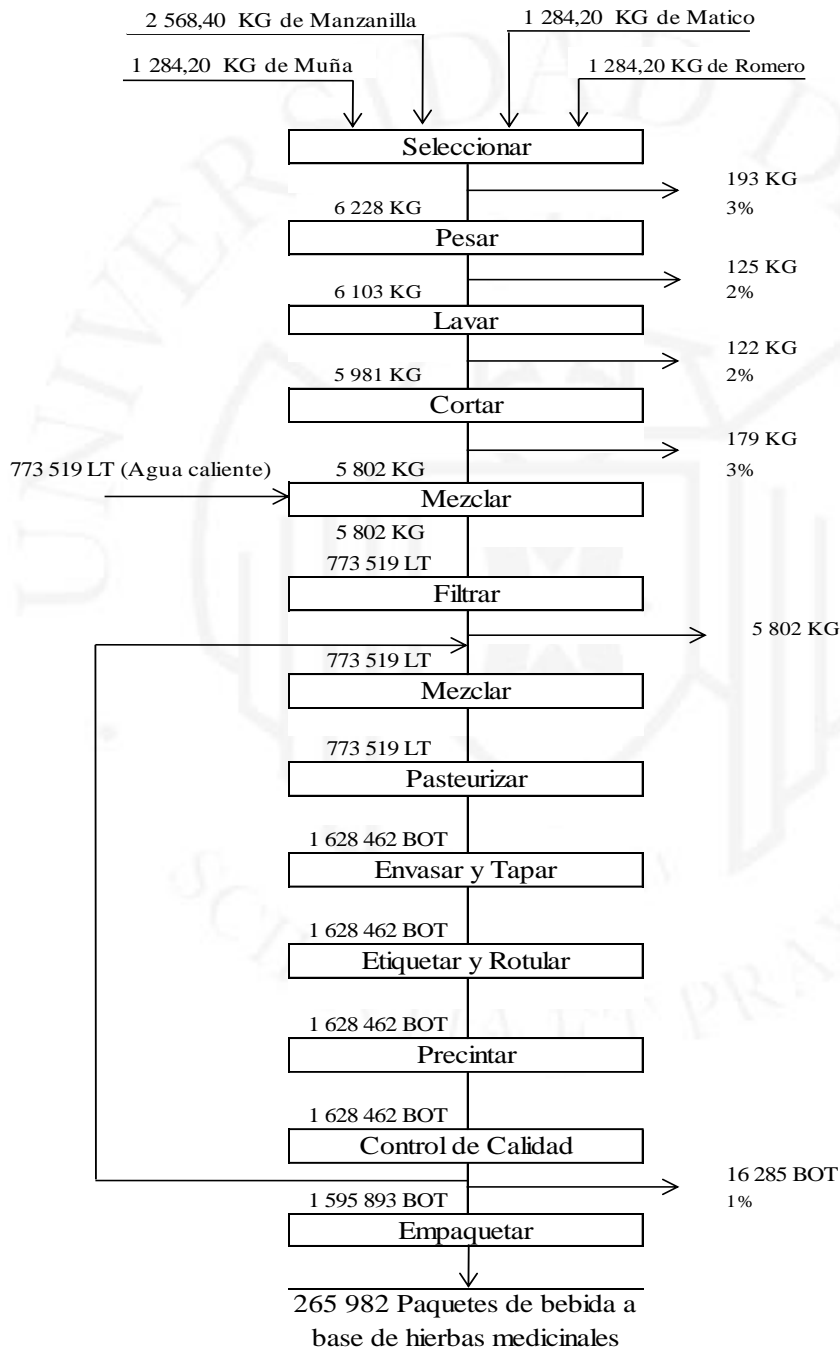 2 568,40 KG de Manzanilla
1 284,20 KG de Matico
1 284,20 KG de Muña
1 284,20 KG de Romero
Seleccionar
193 KG
3%
6 228 KG
Pesar
125 KG
2%
6 103 KG
Lavar
122 KG
2%
5 981 KG
Cortar
179 KG
3%
773 519 LT (Agua caliente)
5 802 KG
Mezclar
5 802 KG
773 519 LT
Filtrar
5 802 KG
773 519 LT
Mezclar
773 519 LT
Pasteurizar
1 628 462 BOT
Envasar y Tapar
1 628 462 BOT
Etiquetar y Rotular
1 628 462 BOT
Precintar
1 628 462 BOT
Control de Calidad
16 285 BOT
1%
1 595 893 BOT
Empaquetar
265 982 Paquetes de bebida a
base de hierbas medicinales